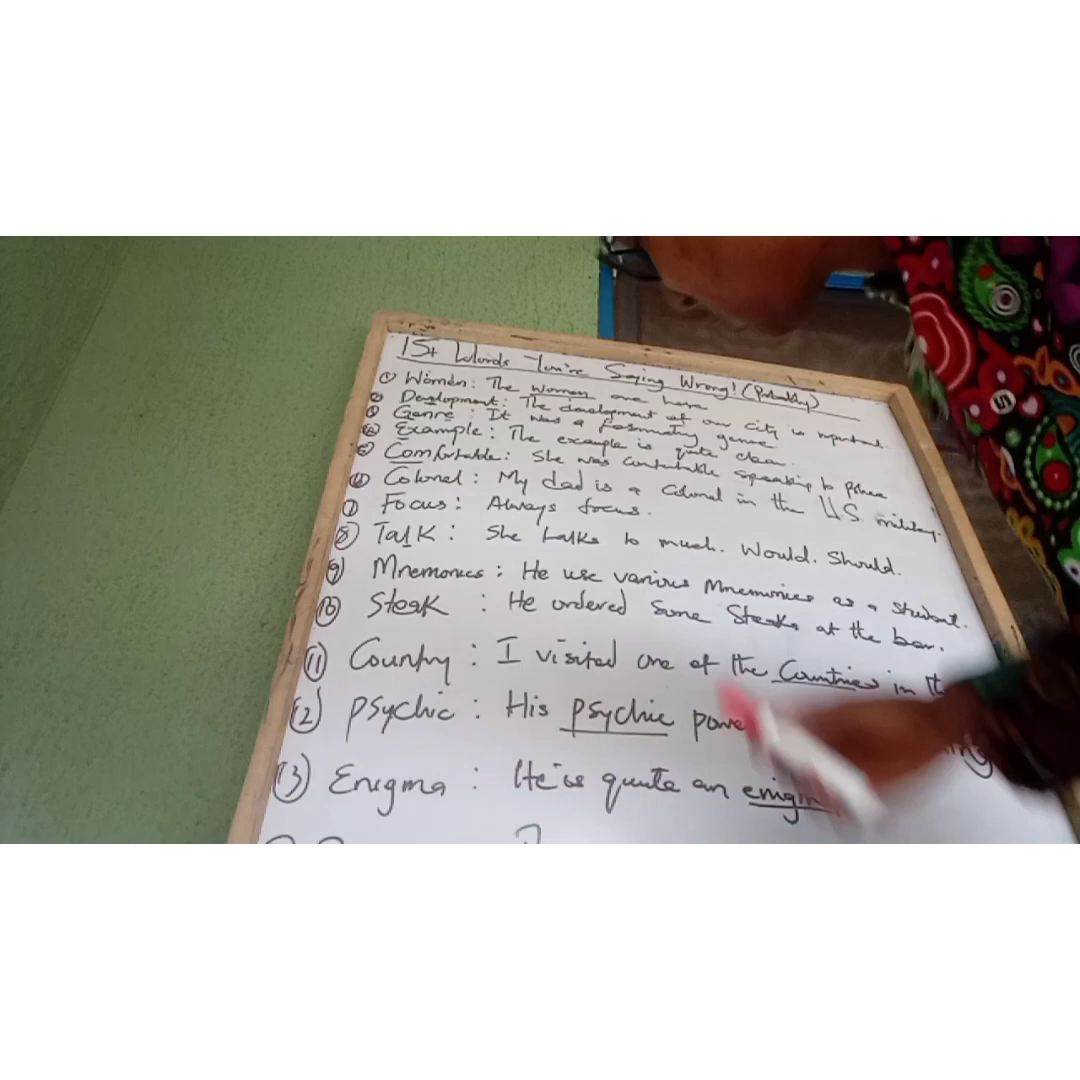 15+ Words You're Saying Wrong! (Probably)
① Women: The women are here
② Development: The development of our city is important.
③ Genre: It was a fascinating genre
④ Example: The example is quite clear.
⑤ Comfortable: She was comfortable speaking to
⑥ Colonel: My dad is a colonel in the U.S. military.
⑦ Focus: Always focus.
⑧ Talk: She talks to much. Would. Should.
⑨ Mnemonics: He use various Mnemonics as a student.
⑩ Steak: He ordered some steaks at the bar.
⑪ Country: I visited one of the Countries in
⑫ Psychic: His psychic
⑬ Enigma: He is quite an